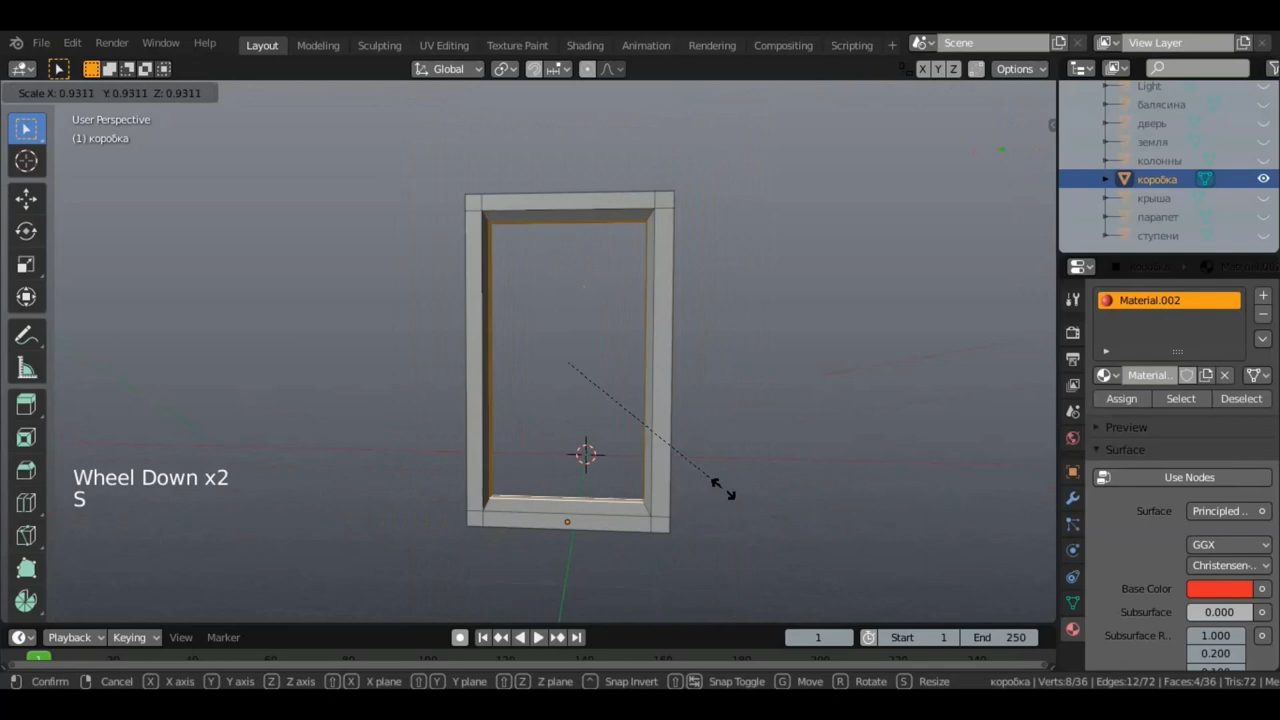 File Edit Render Window Help Layout Modeling Sculpting UV Editing Texture Paint Shading Animation Rendering Compositing Scripting + Scene View Layer
Global X Y Z Options
Scale X: 0.9311 Y: 0.9311 Z: 0.9311
User Perspective
(1) коробка
Light
балясина
дверь
земля
колонны
коробка
крыша
парапет
ступени
Material.002
Material..
Assign Select Deselect
Preview
Surface
Use Nodes
Surface Principled ..
GGX
Christensen-..
Base Color
Subsurface 0.000
Subsurface R.. 1.000
0.200
Wheel Down x2
S
Playback Keying View Marker 1 Start 1 End 250
1
Confirm Cancel X X axis Y Y axis Z Z axis X X plane Y Y plane Z Z plane Snap Invert Snap Toggle G Move R Rotate S Resize коробка | Verts:8/36 | Edges:12/72 | Faces:4/36 | Tris:72 | Me